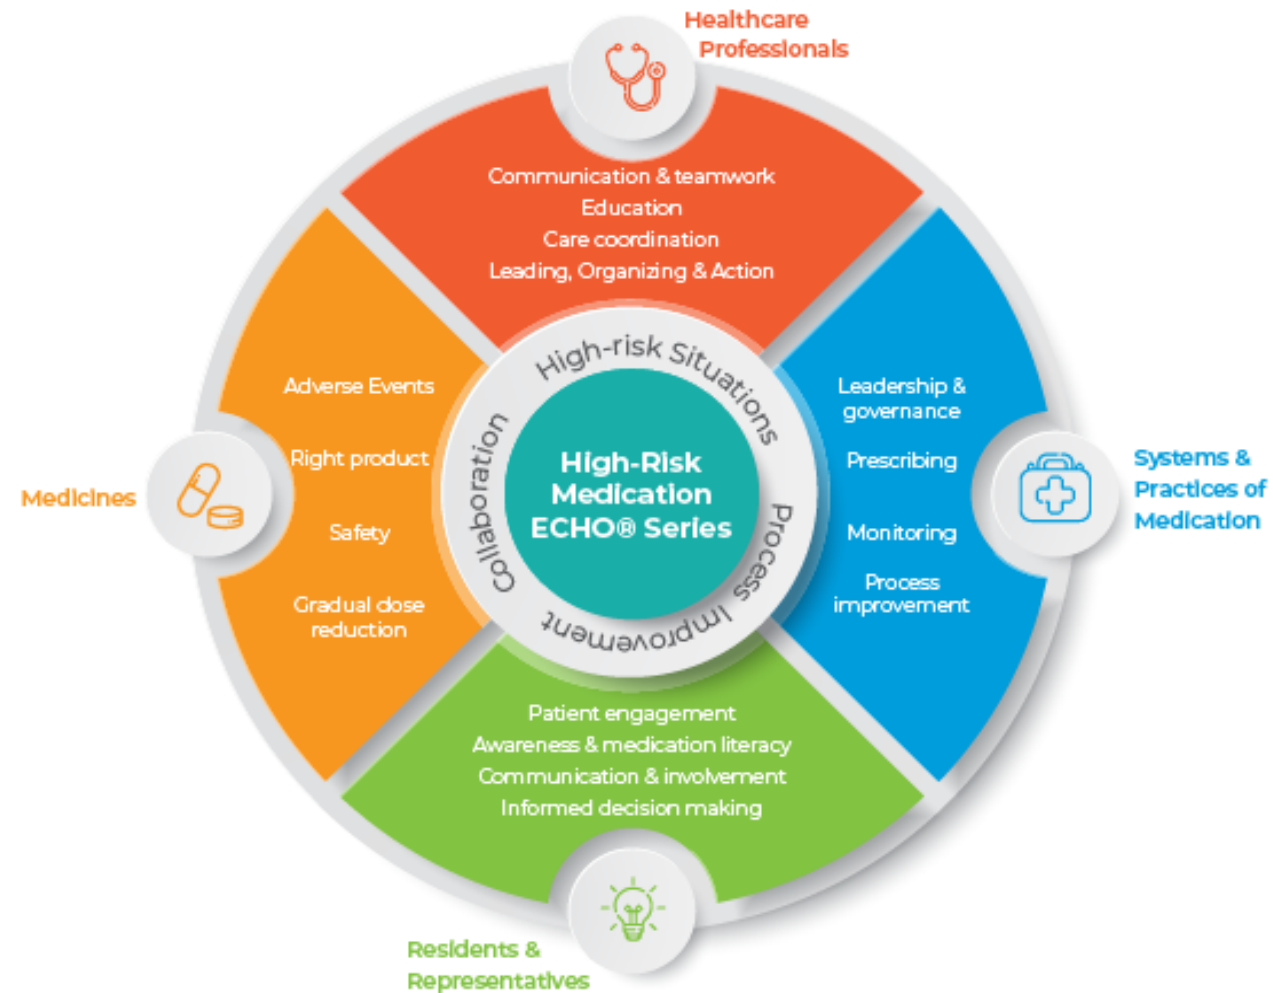 Healthcare
Professionals
Communication & teamwork
Education
Care coordination
Leading, Organizing & Action
Adverse Events
Right product
Safety
Gradual dose
reduction
Medicines
High-risk Situations
Collaboration
Process Improvement
High-Risk
Medication
ECHO® Series
Leadership &
governance
Prescribing
Monitoring
Process
improvement
Systems &
Practices of
Medication
Patient engagement
Awareness & medication literacy
Communication & involvement
Informed decision making
Residents &
Representatives